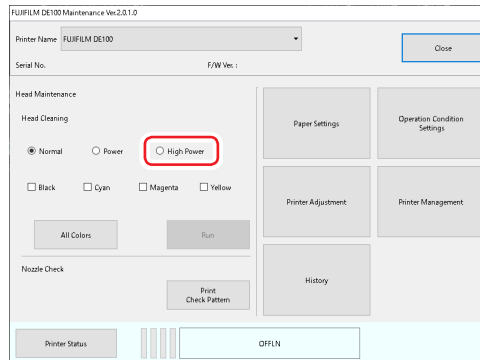 FUJIFILM DE100 Maintenance Ver.2.0.1.0
Printer Name FUJIFILM DE100
Close
Serial No. F/W Ver. :
Head Maintenance
Head Cleaning
Normal Power High Power
Black Cyan Magenta Yellow
All Colors Run
Nozzle Check
Print
Check Pattern
Paper Settings
Operation Condition
Settings
Printer Adjustment
Printer Management
History
Printer Status
OFFLN